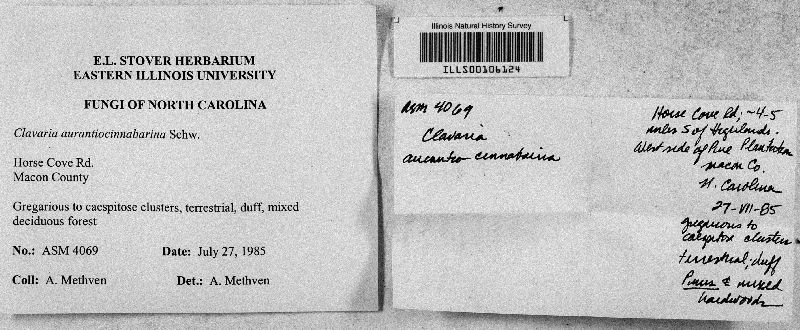 E.L. STOVER HERBARIUM
EASTERN ILLINOIS UNIVERSITY
FUNGI OF NORTH CAROLINA
Clavaria aurantiocinnabarina Schw.
Horse Cove Rd.
Macon County
Gregarious to caespitose clusters, terrestrial, duff, mixed
deciduous forest
No.: ASM 4069 Date: July 27, 1985
Coll: A. Methven Det.: A. Methven
Illinois Natural History Survey
ILLS00106124
ASM 4069
Clavaria
aurantio-cinnabarina
Horse Cove Rd; ~4-5
miles S of Highlands.
West side of Pine Plantation
Macon Co.
N. Carolina
27-VII-85
gregarious to
caespitose clusters
terrestrial; duff
Pinus & mixed
hardwoods